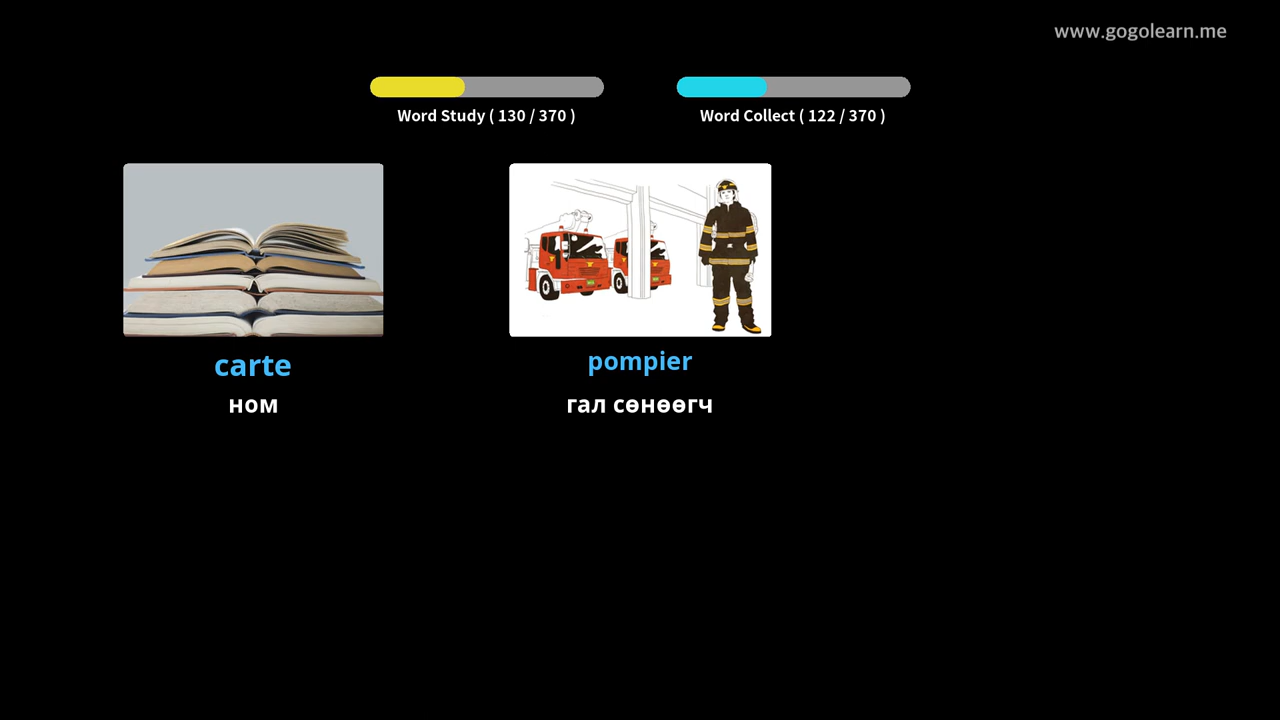 www.gogolearn.me
Word Study ( 130 / 370 )
Word Collect ( 122 / 370 )
carte
ном
pompier
гал сөнөөгч